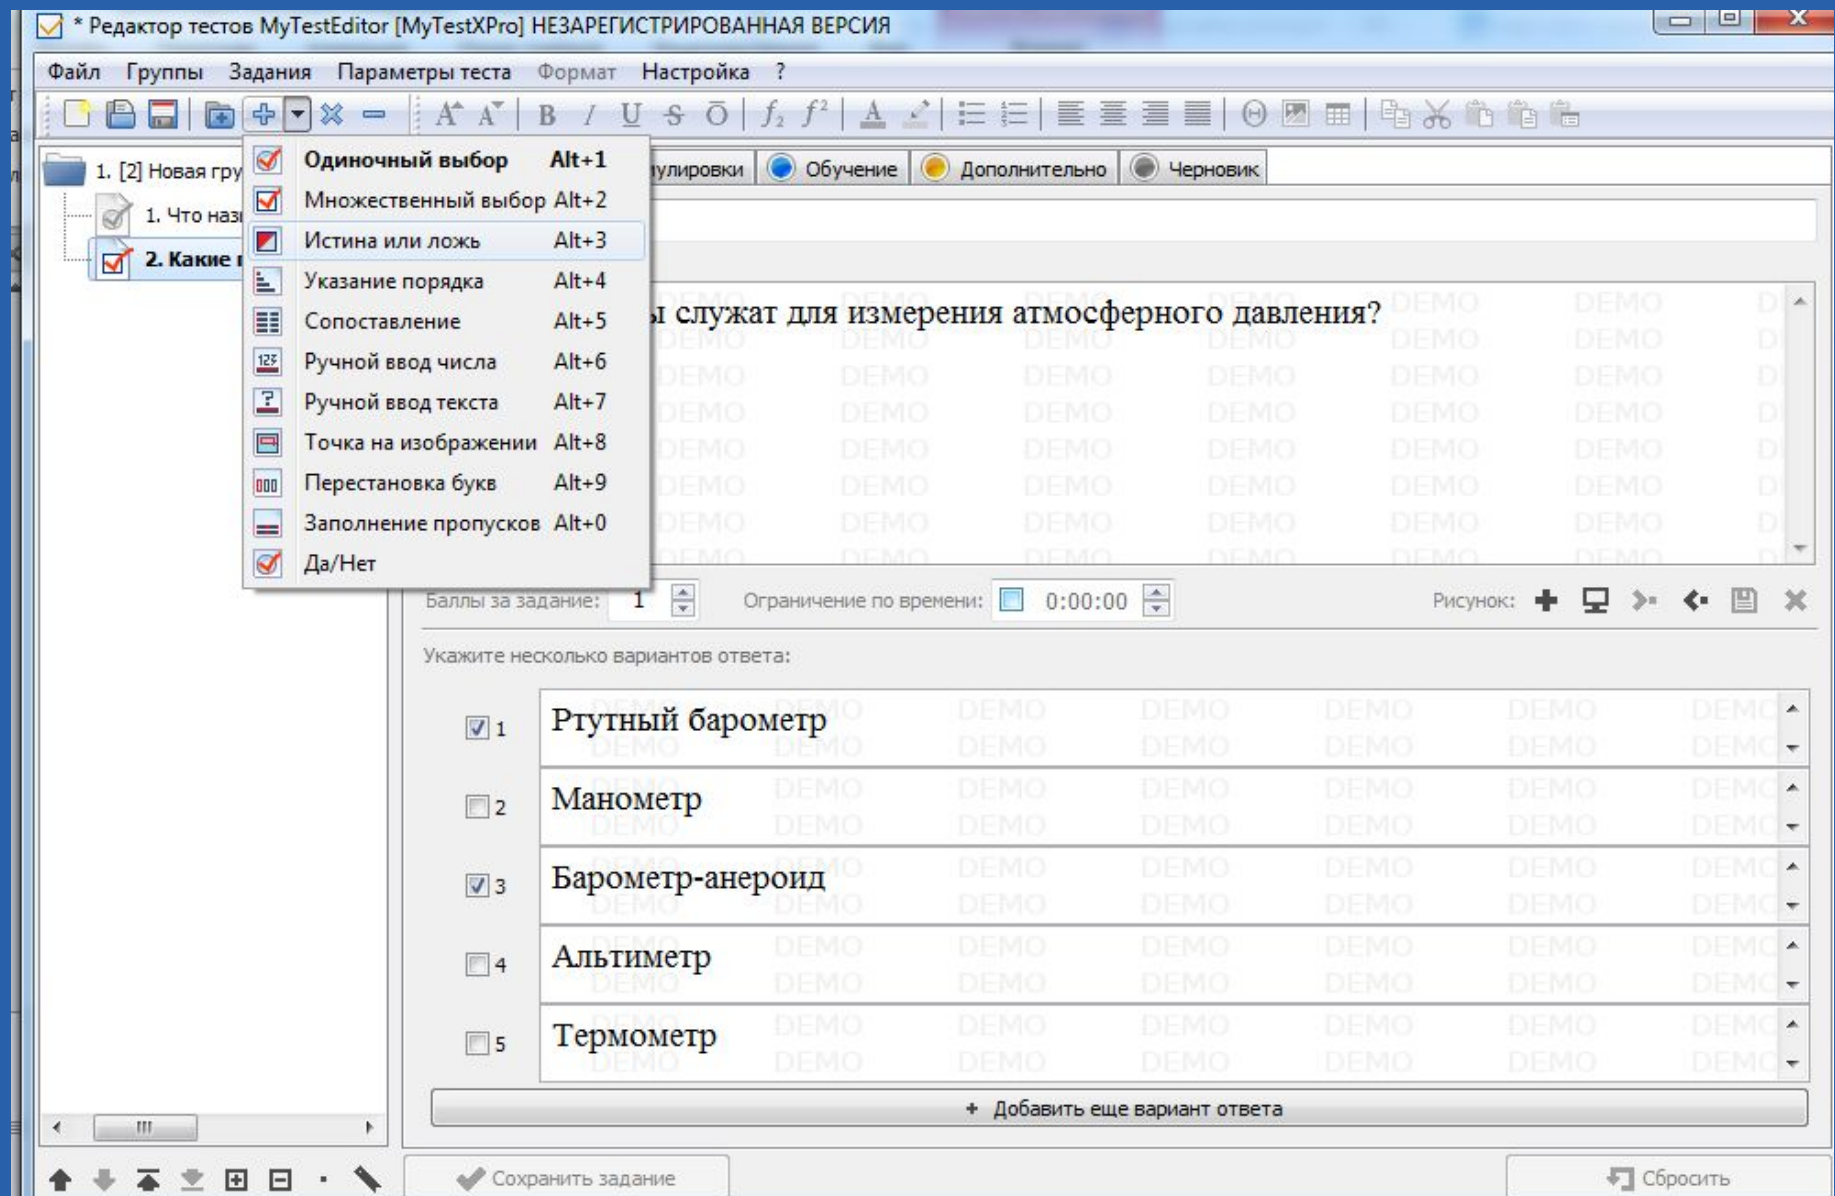 * Редактор тестов MyTestEditor [MyTestXPro] НЕЗАРЕГИСТРИРОВАННАЯ ВЕРСИЯ
Файл Группы Задания Параметры теста Формат Настройка ?
1. [2] Новая гру
1. Что наз
2. Какие
Одиночный выбор Alt+1
Множественный выбор Alt+2
Истина или ложь Alt+3
Указание порядка Alt+4
Сопоставление Alt+5
Ручной ввод числа Alt+6
Ручной ввод текста Alt+7
Точка на изображении Alt+8
Перестановка букв Alt+9
Заполнение пропусков Alt+0
Да/Нет
улировки Обучение Дополнительно Черновик
ы служат для измерения атмосферного давления?
DEMO
Баллы за задание: 1 Ограничение по времени: 0:00:00 Рисунок:
Укажите несколько вариантов ответа:
1 Ртутный барометр
2 Манометр
3 Барометр-анероид
4 Альтиметр
5 Термометр
+ Добавить еще вариант ответа
Сохранить задание Сбросить